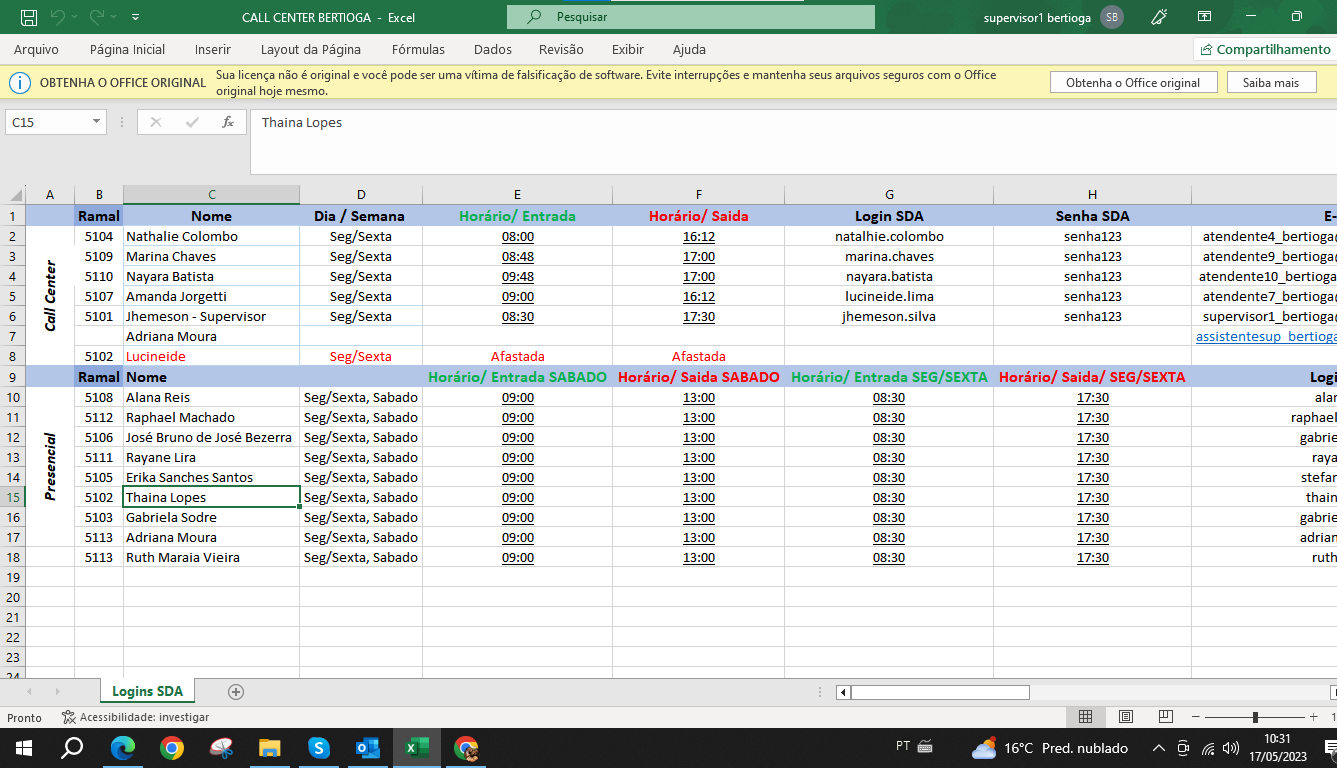 CALL CENTER BERTIOGA - Excel
Pesquisar
supervisor1 bertioga
SB
Arquivo Página Inicial Inserir Layout da Página Fórmulas Dados Revisão Exibir Ajuda
Compartilhamento
OBTENHA O OFFICE ORIGINAL Sua licença não é original e você pode ser uma vítima de falsificação de software. Evite interrupções e mantenha seus arquivos seguros com o Office
original hoje mesmo.
Obtenha o Office original
Saiba mais
C15
fx
Thaina Lopes
A B C D E F G H
1 Ramal Nome Dia / Semana Horário/ Entrada Horário/ Saida Login SDA Senha SDA E-
Call Center
2 5104 Nathalie Colombo Seg/Sexta 08:00 16:12 natalhie.colombo senha123 atendente4_bertioga@
3 5109 Marina Chaves Seg/Sexta 08:48 17:00 marina.chaves senha123 atendente9_bertioga@
4 5110 Nayara Batista Seg/Sexta 09:48 17:00 nayara.batista senha123 atendente10_bertioga
5 5107 Amanda Jorgetti Seg/Sexta 09:00 16:12 lucineide.lima senha123 atendente7_bertioga@
6 5101 Jhemeson - Supervisor Seg/Sexta 08:30 17:30 jhemeson.silva senha123 supervisor1_bertioga@
7 Adriana Moura assistentesup_bertioga
8 5102 Lucineide Seg/Sexta Afastada Afastada
9 Ramal Nome Horário/ Entrada SABADO Horário/ Saida SABADO Horário/ Entrada SEG/SEXTA Horário/ Saida/ SEG/SEXTA Logi
Presencial
10 5108 Alana Reis Seg/Sexta, Sabado 09:00 13:00 08:30 17:30 alan
11 5112 Raphael Machado Seg/Sexta, Sabado 09:00 13:00 08:30 17:30 raphael
12 5106 José Bruno de José Bezerra Seg/Sexta, Sabado 09:00 13:00 08:30 17:30 gabrie
13 5111 Rayane Lira Seg/Sexta, Sabado 09:00 13:00 08:30 17:30 raya
14 5105 Erika Sanches Santos Seg/Sexta, Sabado 09:00 13:00 08:30 17:30 stefan
15 5102 Thaina Lopes Seg/Sexta, Sabado 09:00 13:00 08:30 17:30 thain
16 5103 Gabriela Sodre Seg/Sexta, Sabado 09:00 13:00 08:30 17:30 gabrie
17 5113 Adriana Moura Seg/Sexta, Sabado 09:00 13:00 08:30 17:30 adrian
18 5113 Ruth Maraia Vieira Seg/Sexta, Sabado 09:00 13:00 08:30 17:30 ruth
19
20
21
22
23
24
Logins SDA
Pronto Acessibilidade: investigar
PT
16°C Pred. nublado
10:31
17/05/2023